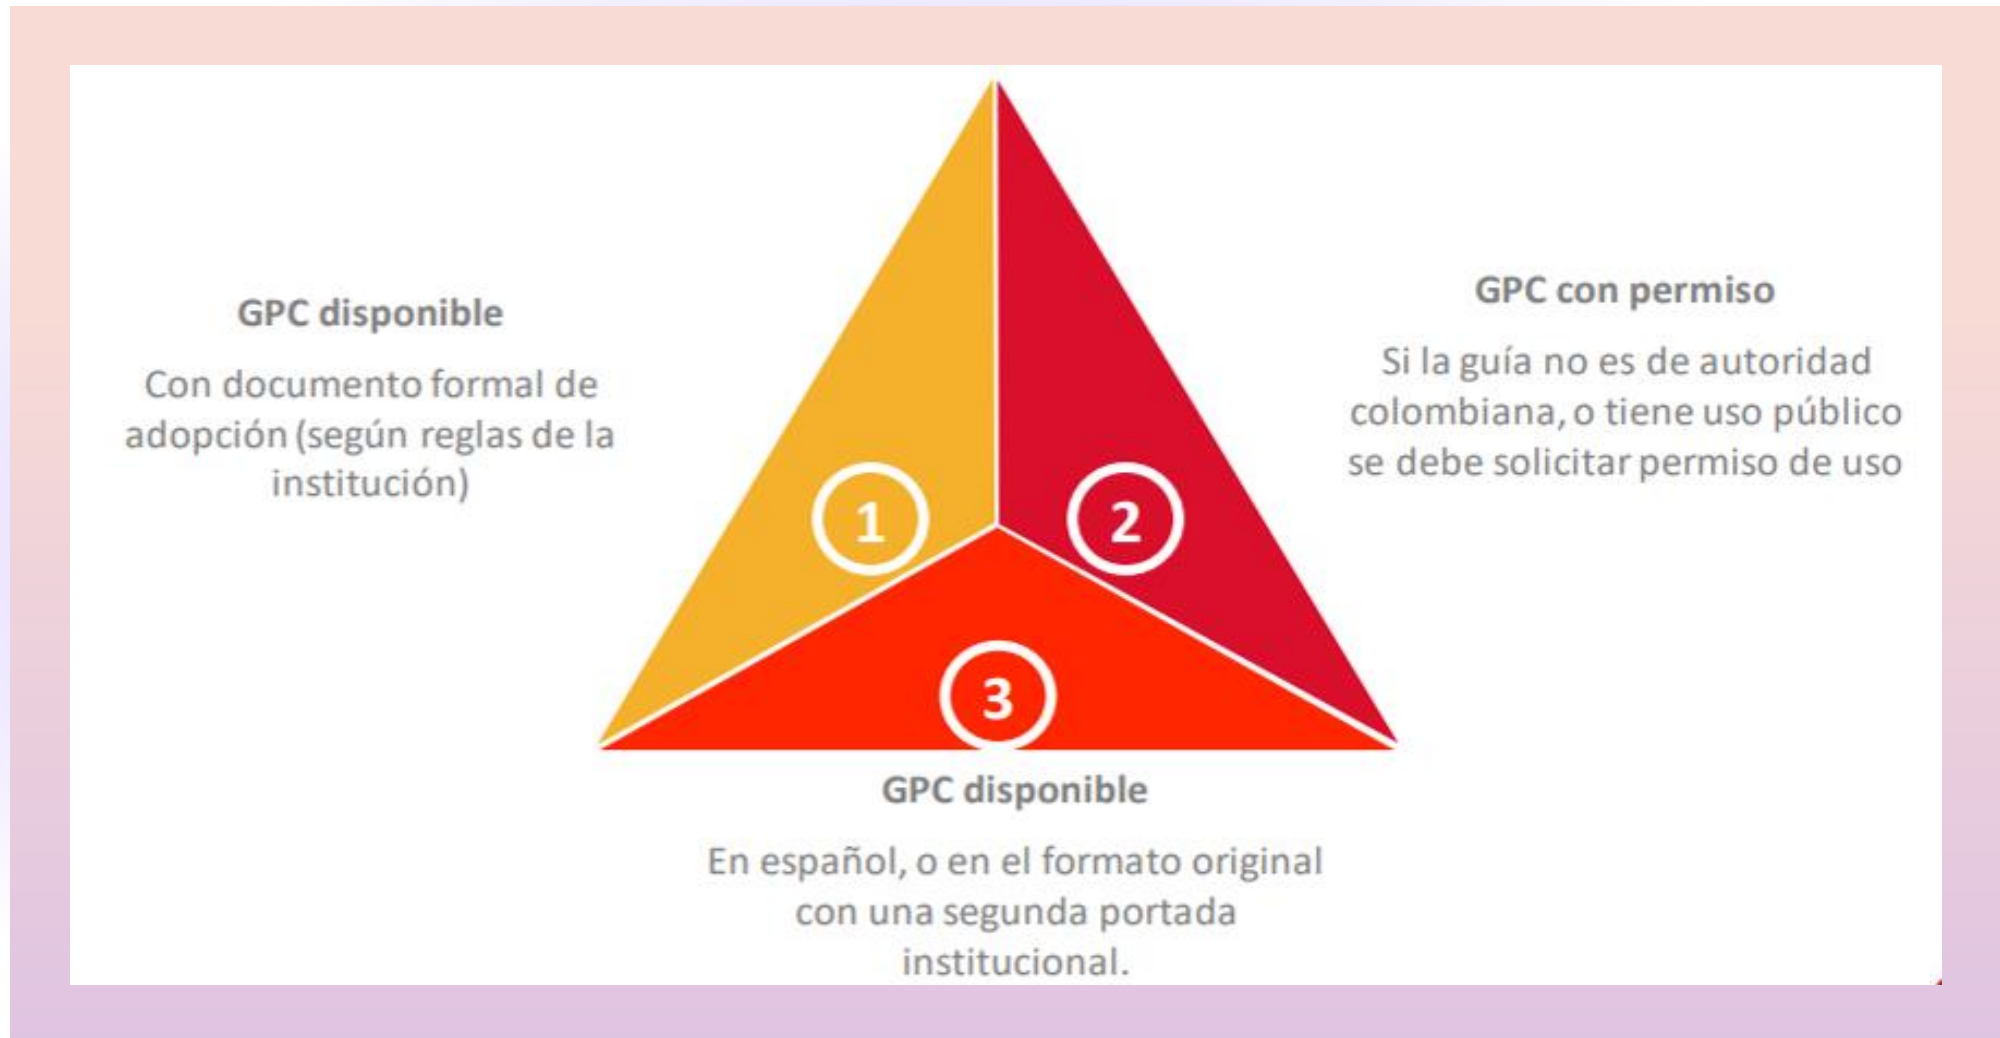 GPC disponible
Con documento formal de
adopción (según reglas de la
institución)
1
2
GPC con permiso
Si la guía no es de autoridad
colombiana, o tiene uso público
se debe solicitar permiso de uso
3
GPC disponible
En español, o en el formato original
con una segunda portada
institucional.